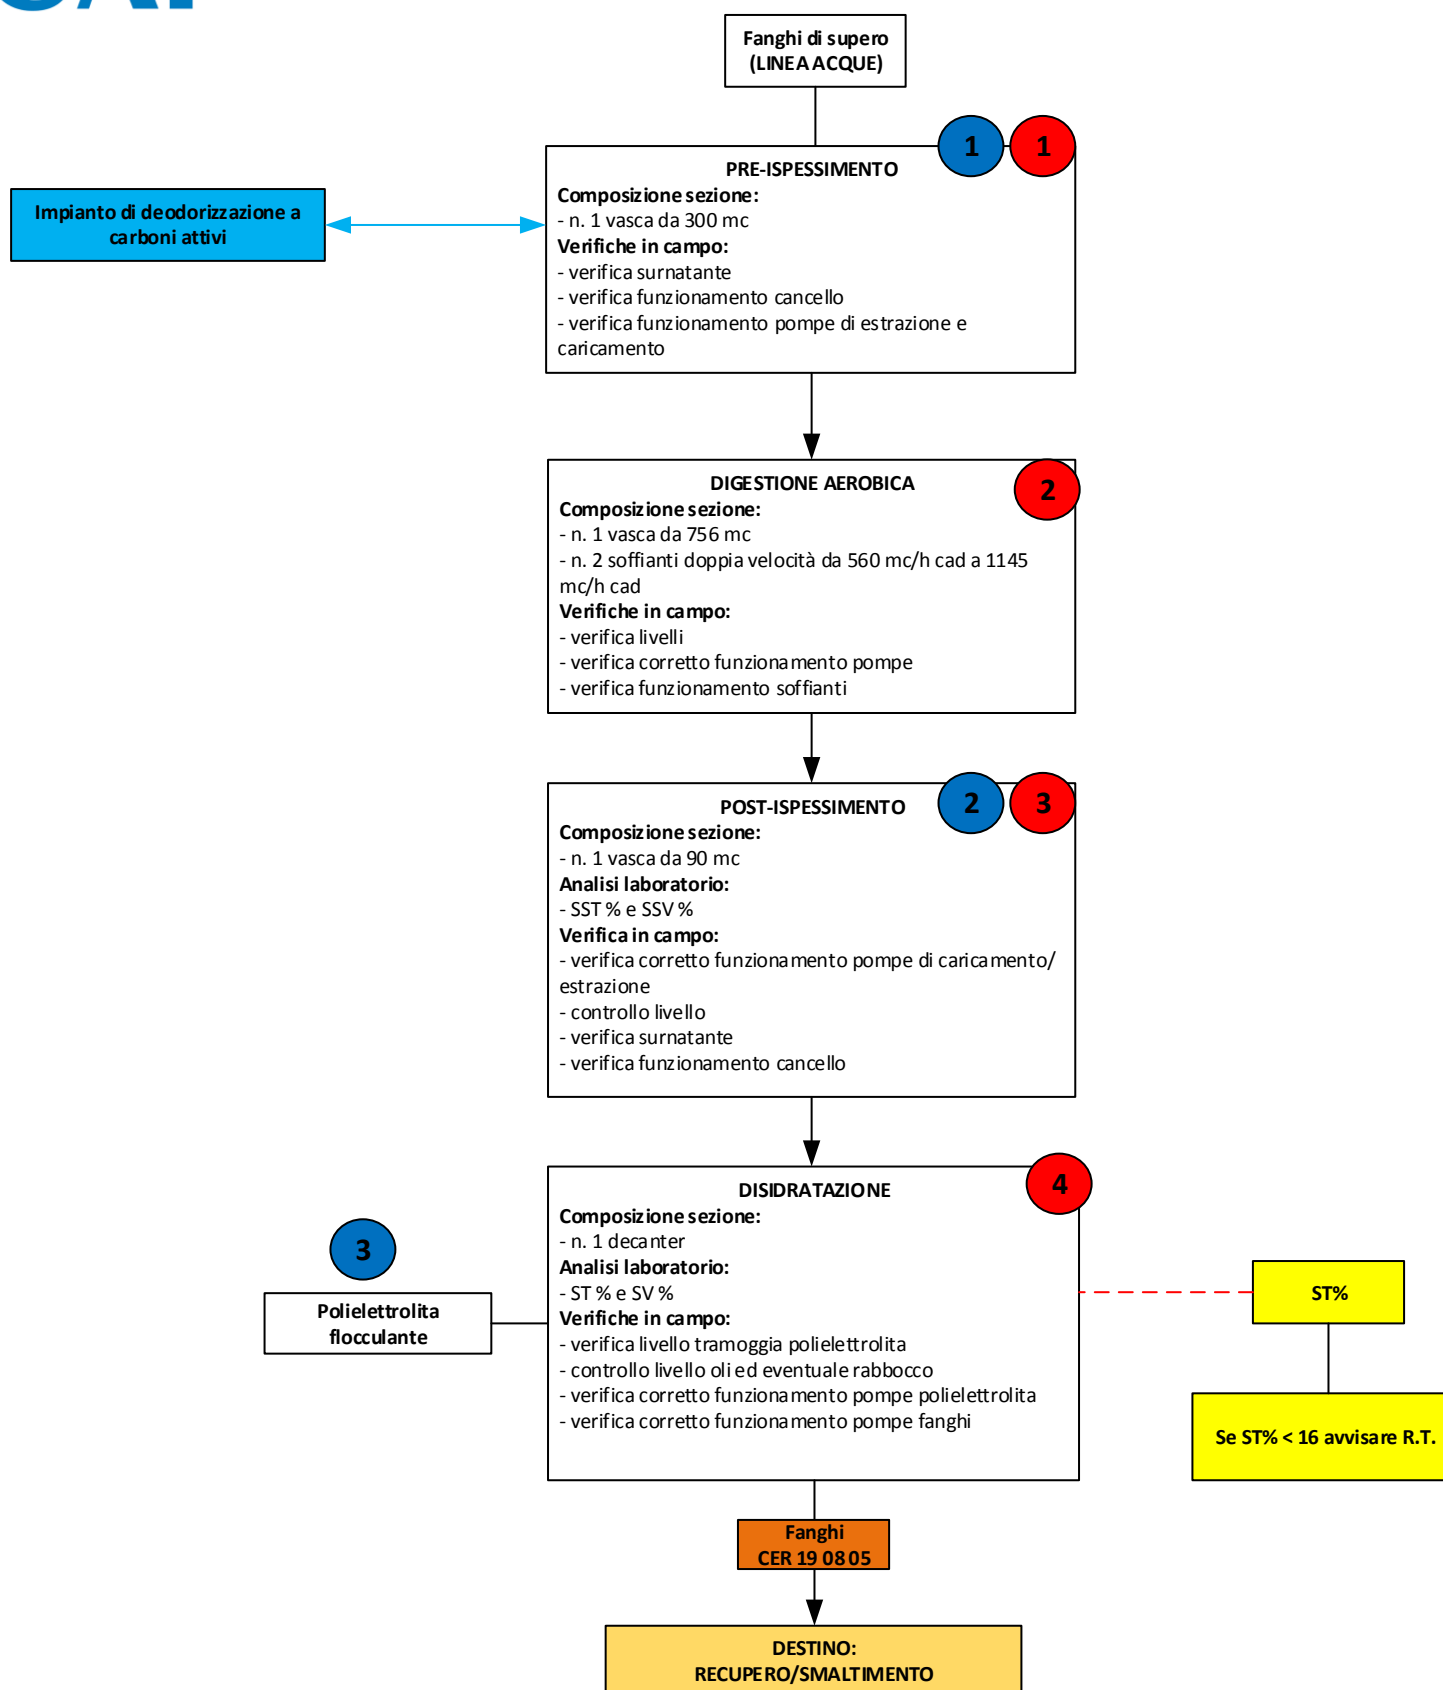 Fanghi di supero
(LINEA ACQUE)
1
1
PRE-ISPESSIMENTO
Composizione sezione:
- n. 1 vasca da 300 mc
Verifiche in campo:
- verifica surnatante
- verifica funzionamento cancello
- verifica funzionamento pompe di estrazione e
caricamento
Impianto di deodorizzazione a
carboni attivi
2
DIGESTIONE AEROBICA
Composizione sezione:
- n. 1 vasca da 756 mc
- n. 2 soffianti doppia velocità da 560 mc/h cad a 1145
mc/h cad
Verifiche in campo:
- verifica livelli
- verifica corretto funzionamento pompe
- verifica funzionamento soffianti
2
3
POST-ISPESSIMENTO
Composizione sezione:
- n. 1 vasca da 90 mc
Analisi laboratorio:
- SST % e SSV %
Verifica in campo:
- verifica corretto funzionamento pompe di caricamento/
estrazione
- controllo livello
- verifica surnatante
- verifica funzionamento cancello
4
DISIDRATAZIONE
Composizione sezione:
- n. 1 decanter
Analisi laboratorio:
- ST % e SV %
Verifiche in campo:
- verifica livello tramoggia polielettrolita
- controllo livello oli ed eventuale rabbocco
- verifica corretto funzionamento pompe polielettrolita
- verifica corretto funzionamento pompe fanghi
3
Polielettrolita
flocculante
ST%
Se ST% < 16 avvisare R.T.
Fanghi
CER 19 08 05
DESTINO:
RECUPERO/SMALTIMENTO